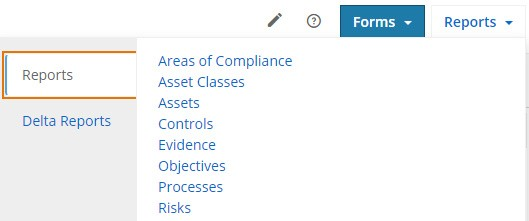 Forms Reports
Reports
Delta Reports
Areas of Compliance
Asset Classes
Assets
Controls
Evidence
Objectives
Processes
Risks